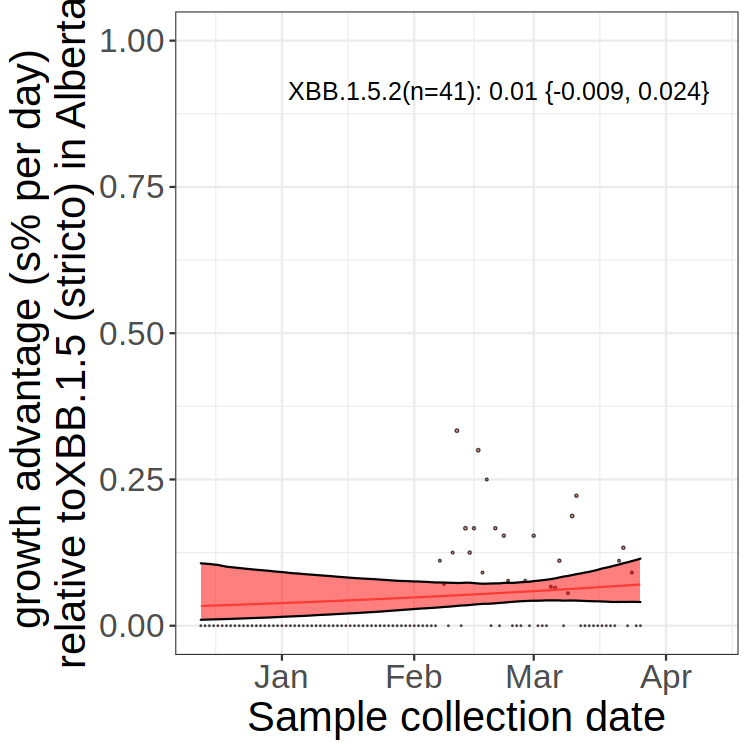 growth advantage (s% per day)
relative toXBB.1.5 (stricto) in Alberta
1.00
0.75
0.50
0.25
0.00
XBB.1.5.2(n=41): 0.01 {-0.009, 0.024}
Jan Feb Mar Apr
Sample collection date